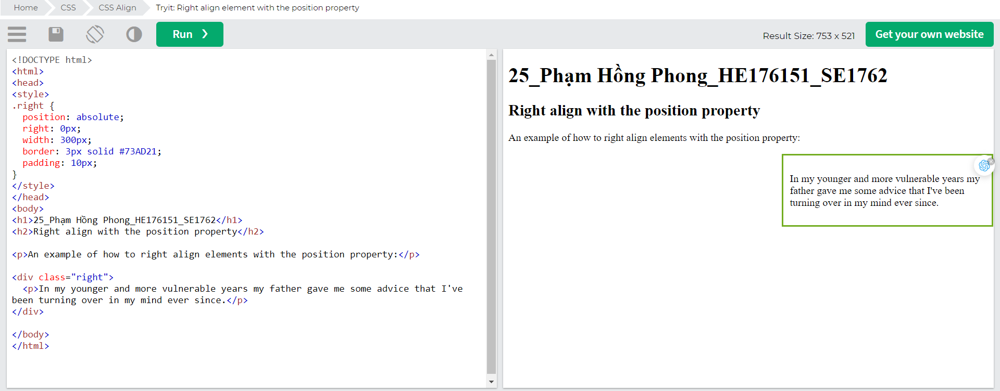 Home CSS CSS Align Tryit: Right align element with the position property
Run ❯ Result Size: 753 x 521 Get your own website
<!DOCTYPE html>
<html>
<head>
<style>
.right {
  position: absolute;
  right: 0px;
  width: 300px;
  border: 3px solid #73AD21;
  padding: 10px;
}
</style>
</head>
<body>
<h1>25_Phạm Hồng Phong_HE176151_SE1762</h1>
<h2>Right align with the position property</h2>
<p>An example of how to right align elements with the position property:</p>
<div class="right">
  <p>In my younger and more vulnerable years my father gave me some advice that I've
been turning over in my mind ever since.</p>
</div>
</body>
</html>
25_Phạm Hồng Phong_HE176151_SE1762
Right align with the position property
An example of how to right align elements with the position property:
In my younger and more vulnerable years my
father gave me some advice that I've been
turning over in my mind ever since.